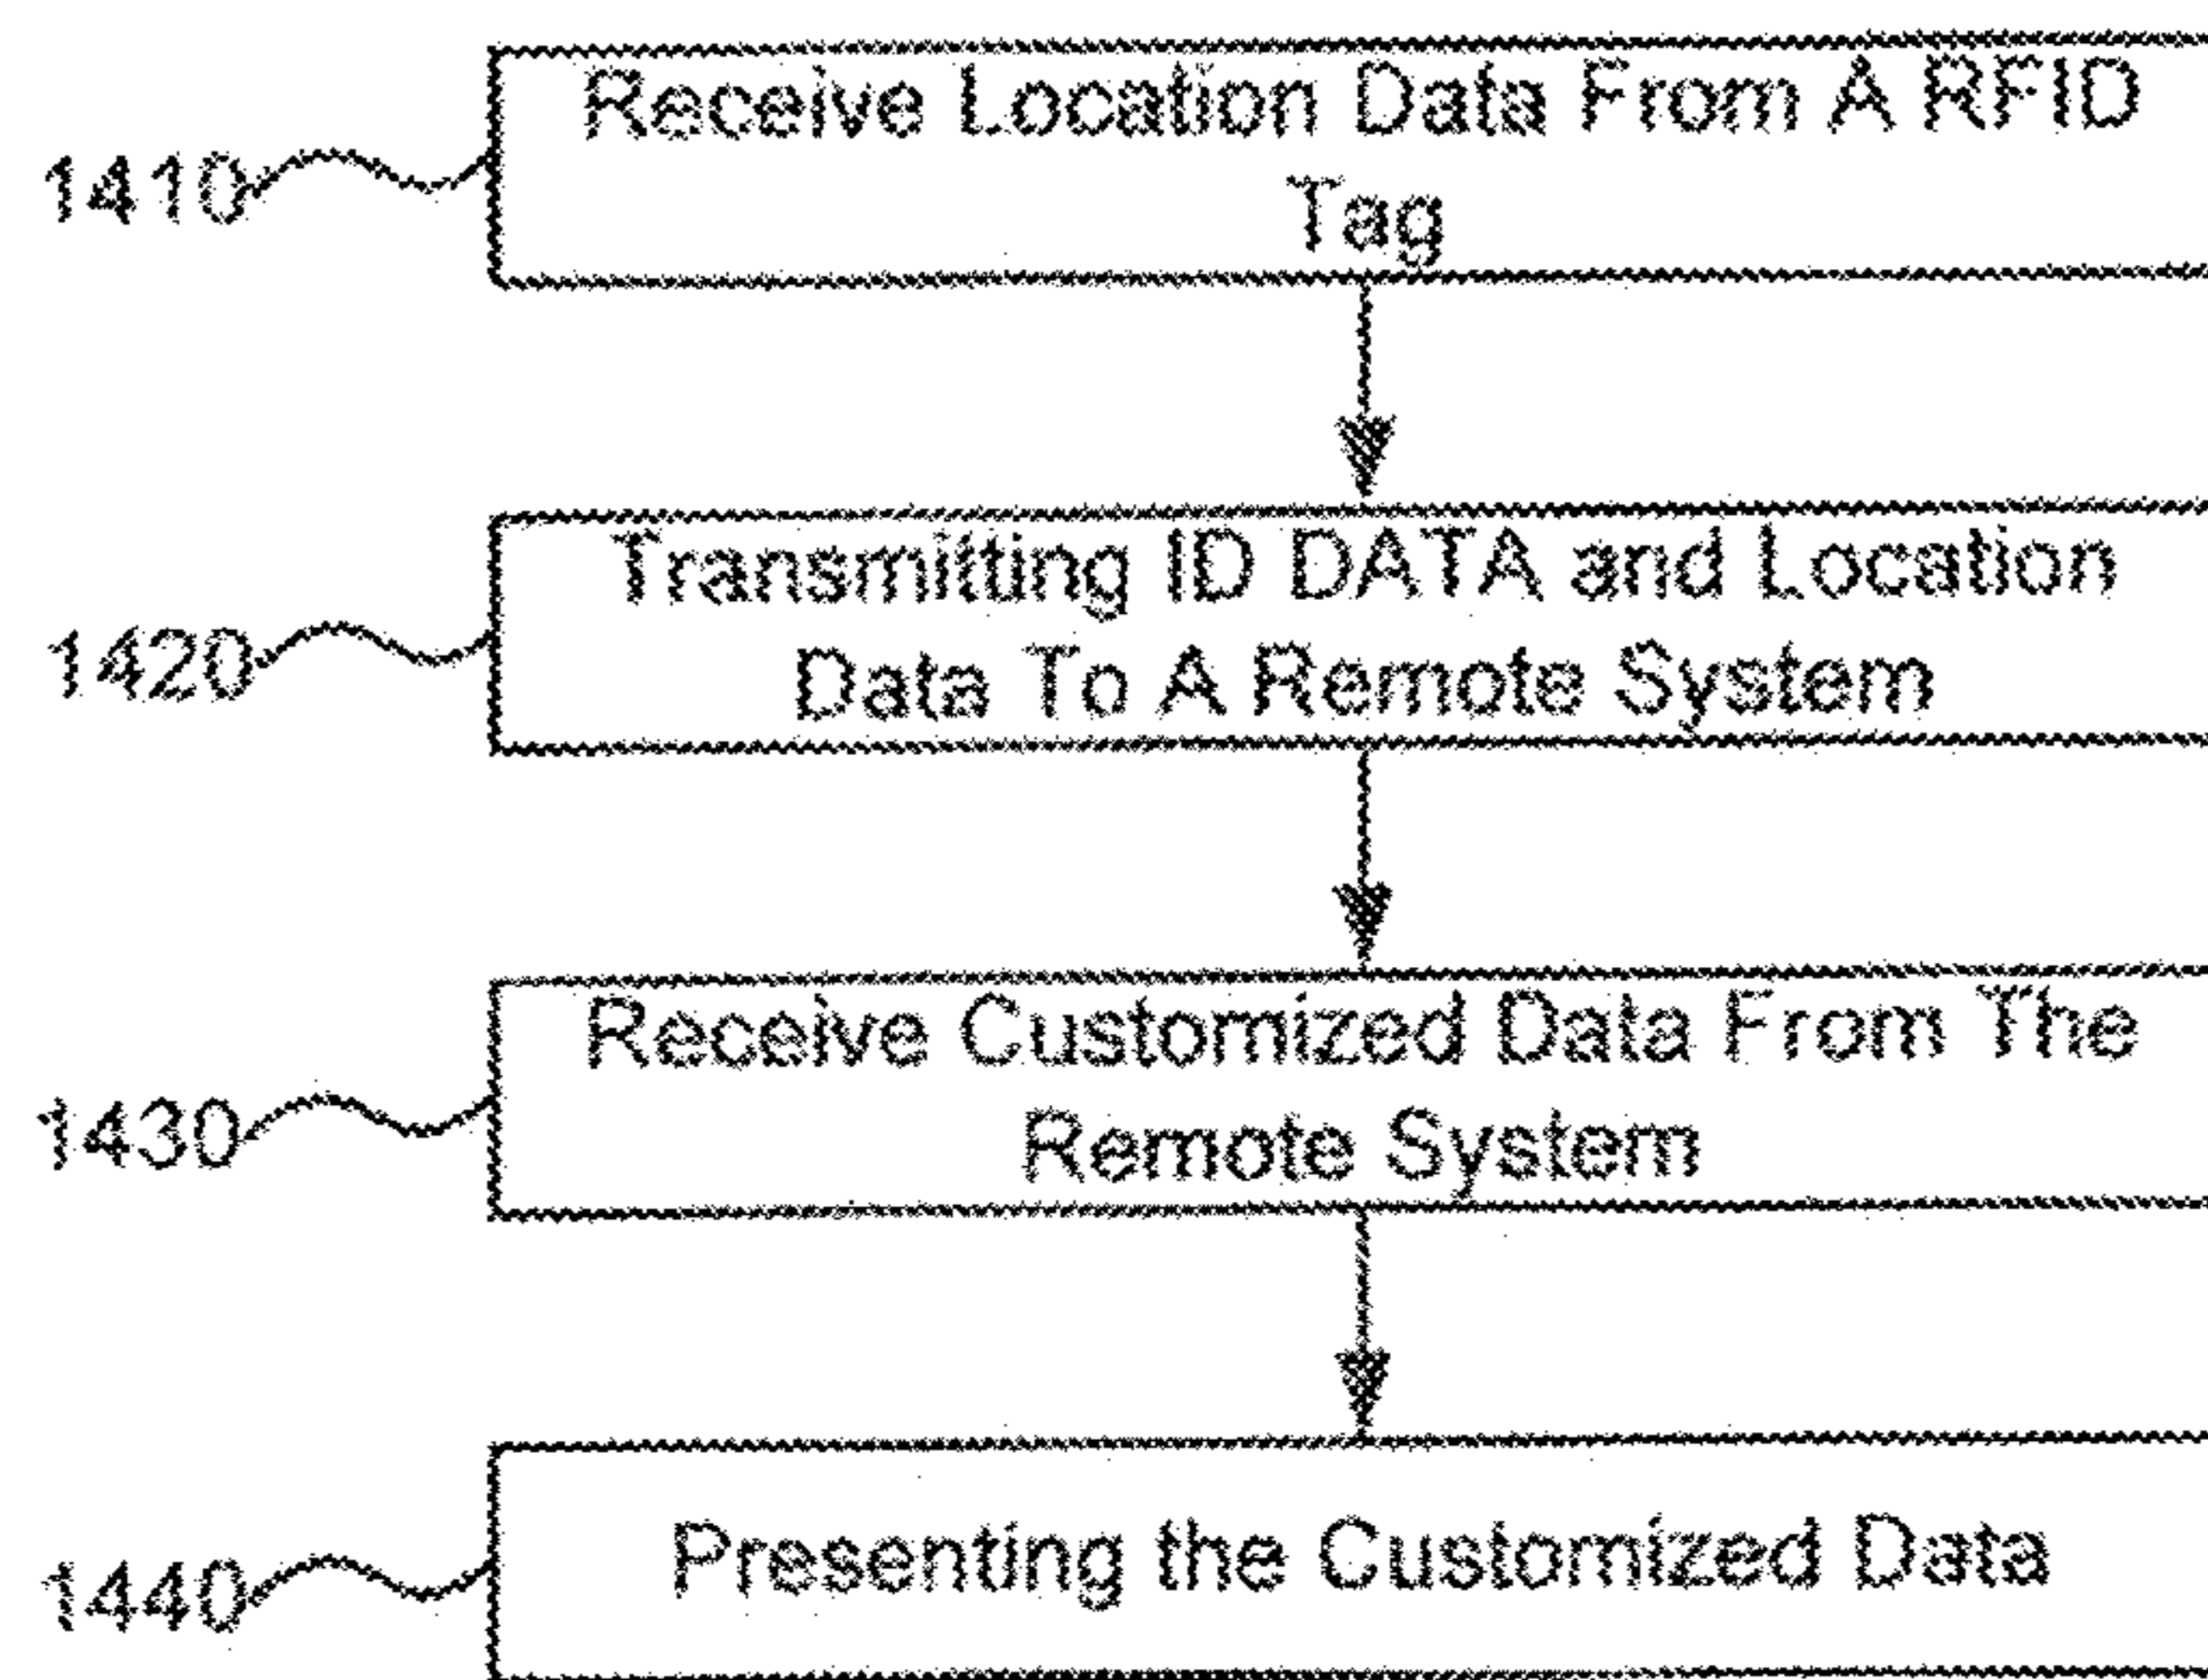 Receive Location Data From A RFID
1410
Tag
Transmitting ID DATA and Location
1420
Data To A Remote System
Receive Customized Data From The
1430
Remote System
Presenting the Customized Data
1440